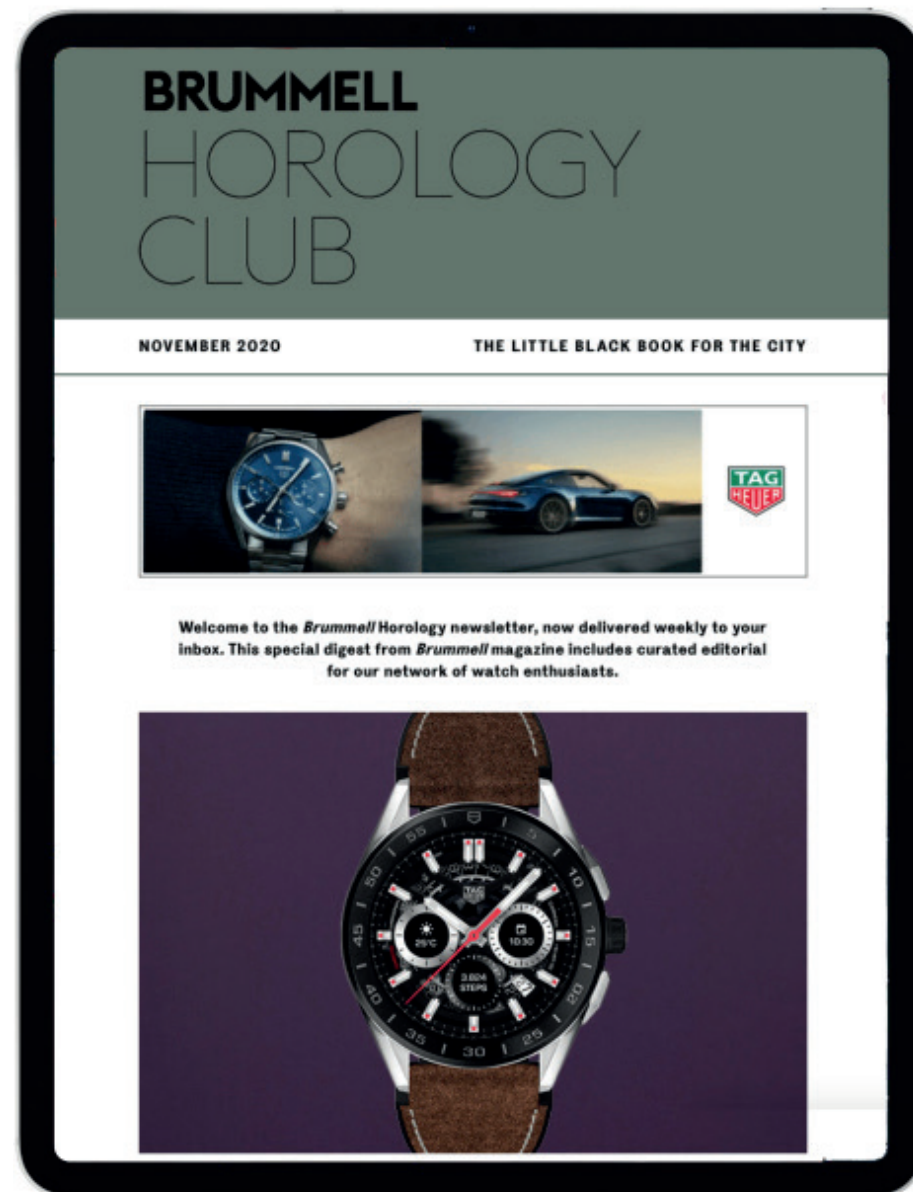 BRUMMELL
HOROLOGY
CLUB
NOVEMBER 2020
THE LITTLE BLACK BOOK FOR THE CITY
TAG
HEUER
Welcome to the Brummell Horology newsletter, now delivered weekly to your
inbox. This special digest from Brummell magazine includes curated editorial
for our network of watch enthusiasts.
55
5
50
10
45
15
40
20
35
30
25
TAG
HEUER
25°C
10:30
3.824
STEPS